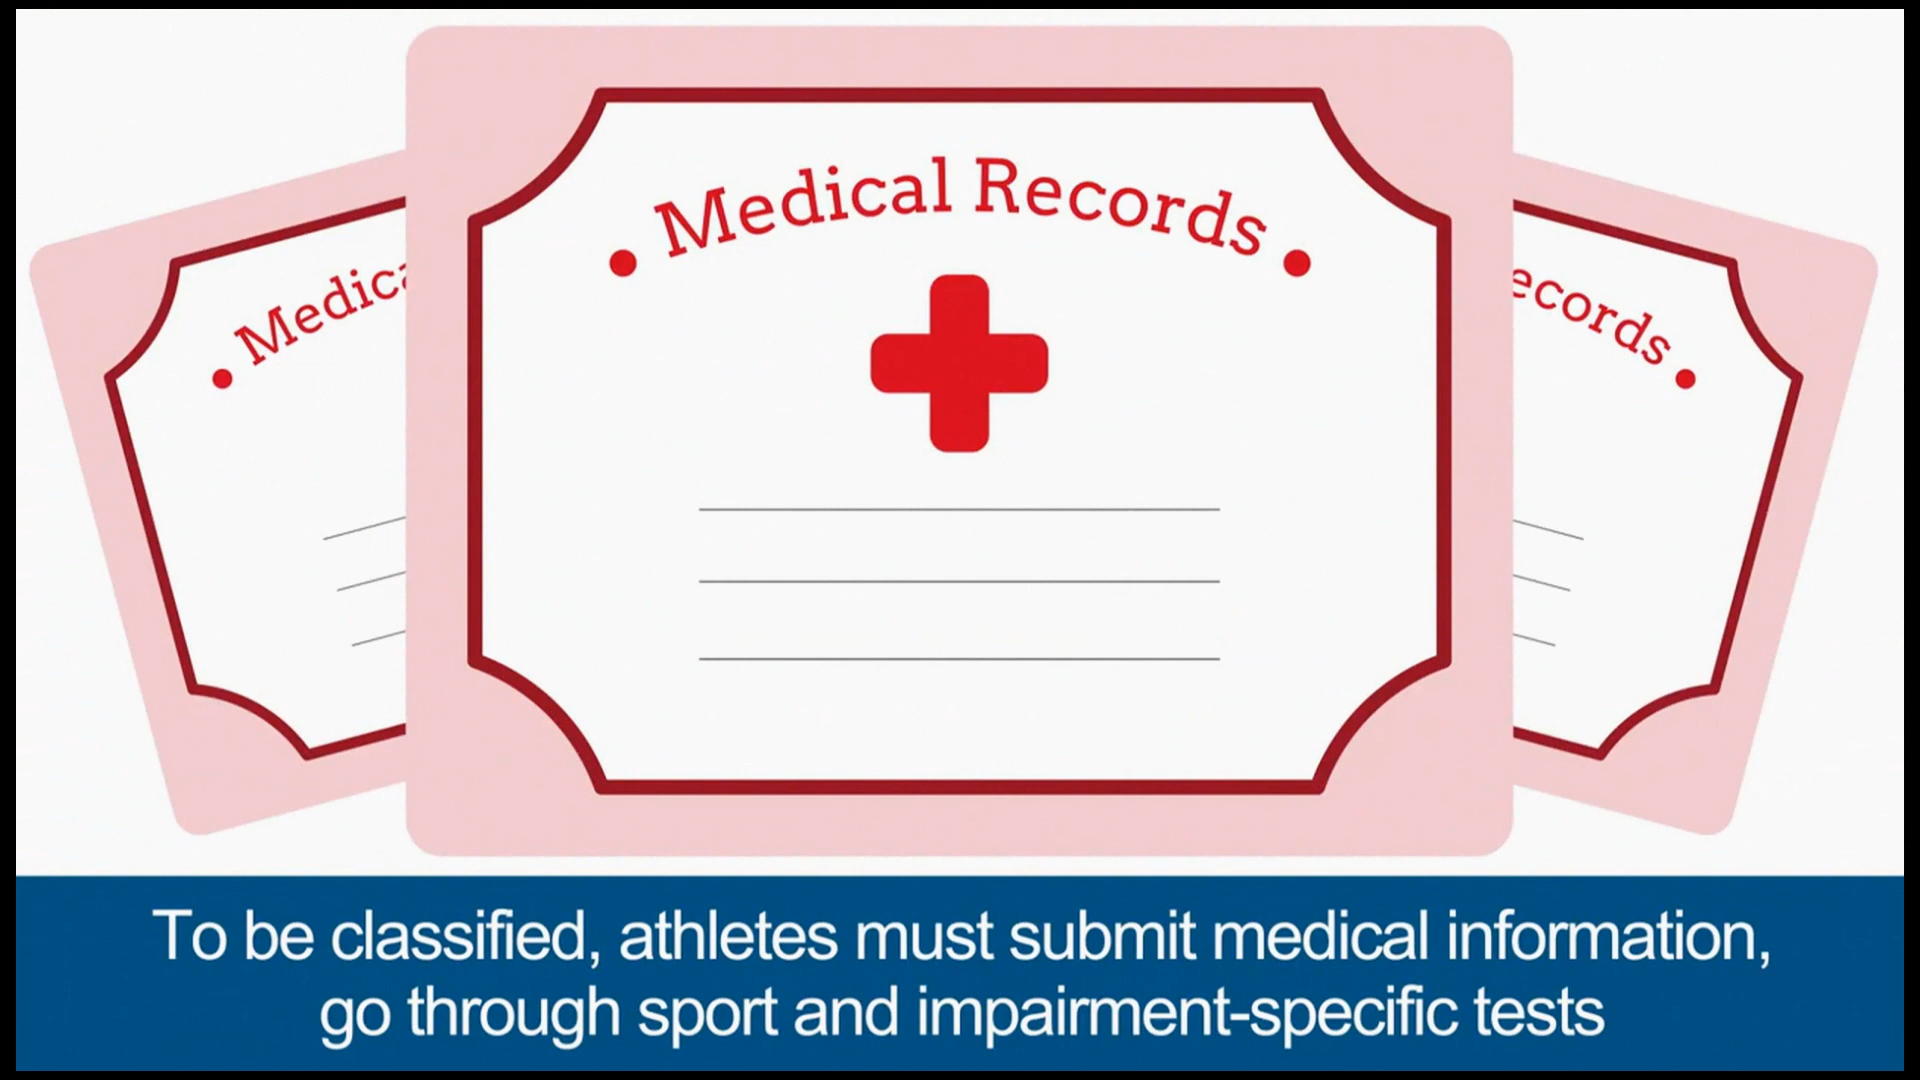 • Medical Records •
• Medica
ecords •
To be classified, athletes must submit medical information,
go through sport and impairment-specific tests